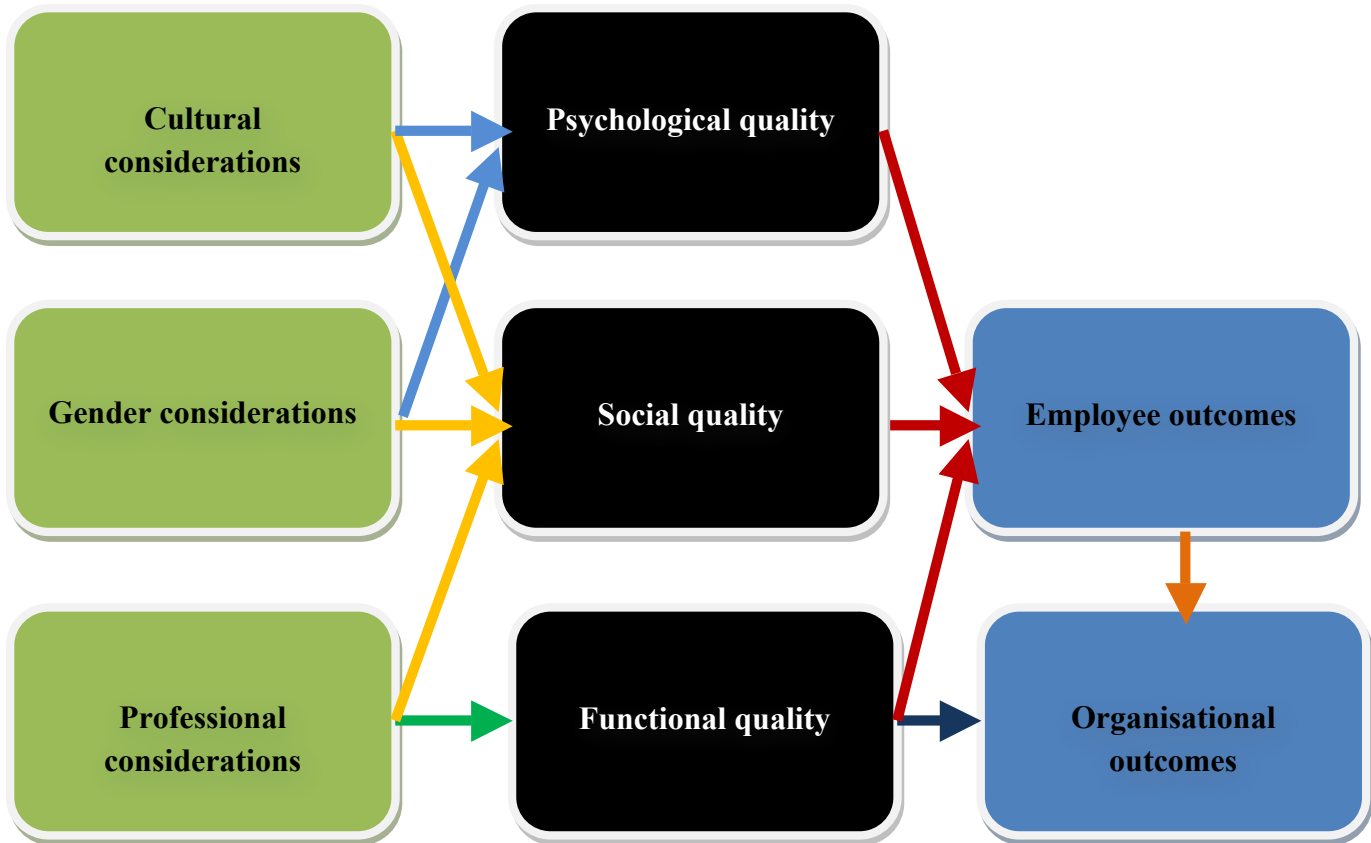 Cultural
considerations
Psychological quality
Gender considerations
Social quality
Employee outcomes
Professional
considerations
Functional quality
Organisational
outcomes